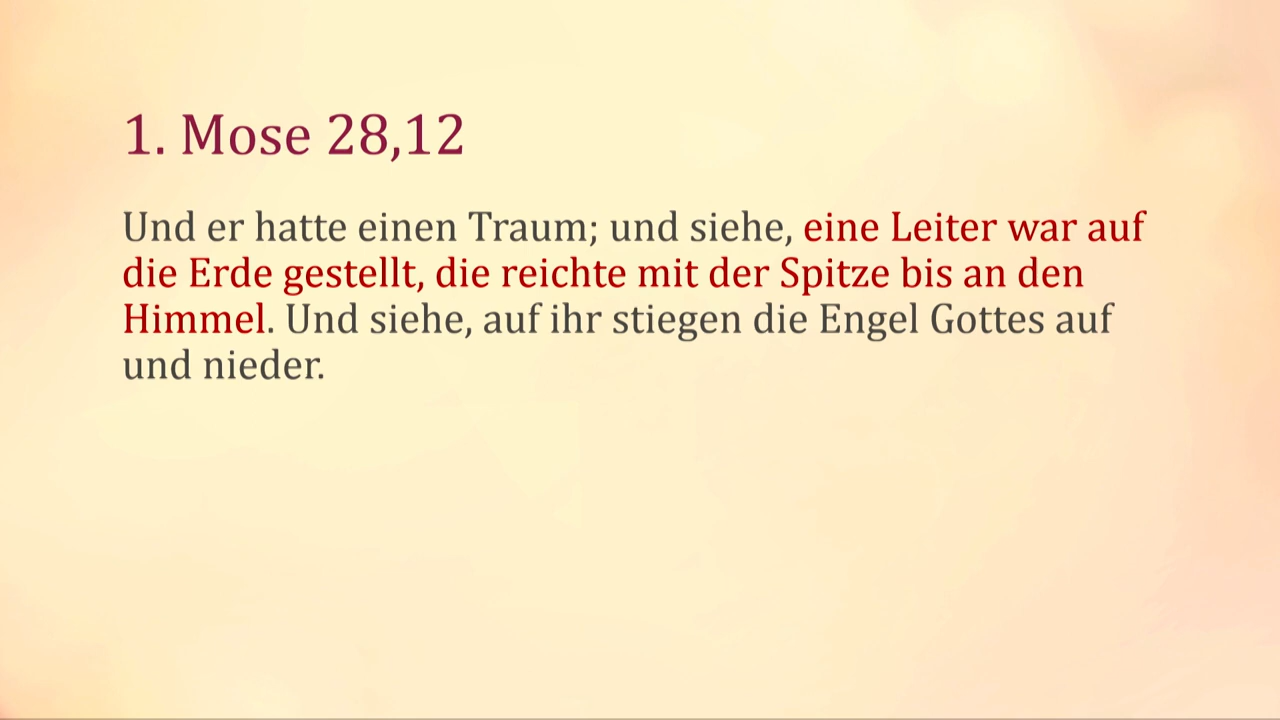 1. Mose 28,12
Und er hatte einen Traum; und siehe, eine Leiter war auf
die Erde gestellt, die reichte mit der Spitze bis an den
Himmel. Und siehe, auf ihr stiegen die Engel Gottes auf
und nieder.